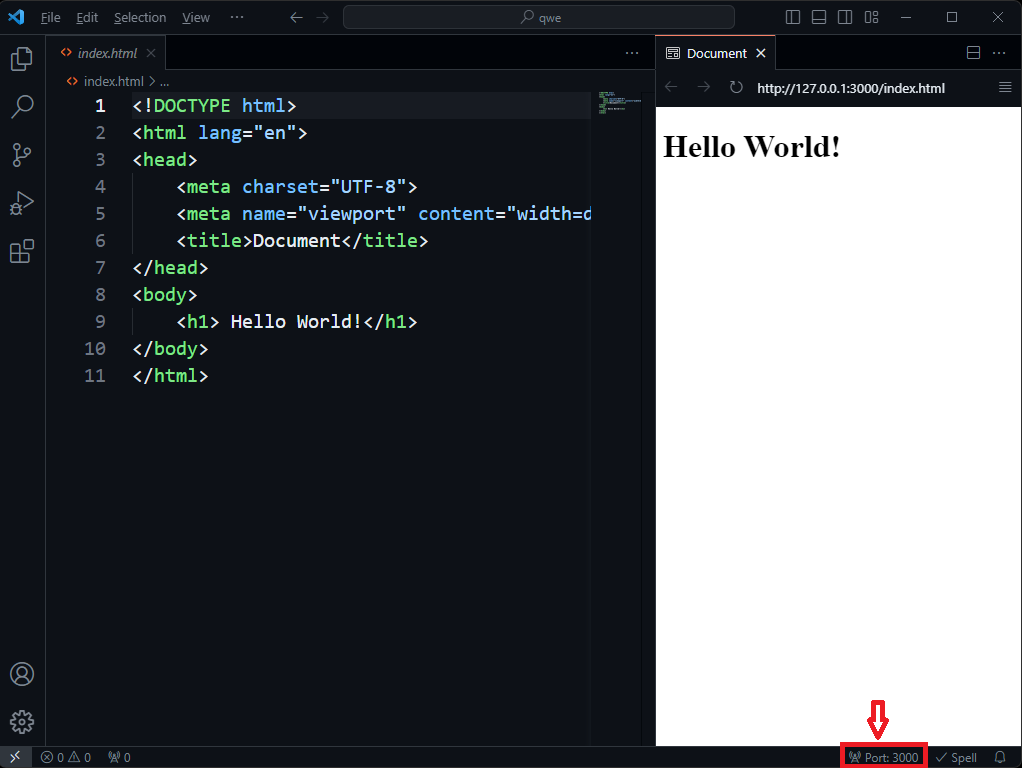 File Edit Selection View ··· qwe
index.html
index.html > ...
1 <!DOCTYPE html>
2 <html lang="en">
3 <head>
4     <meta charset="UTF-8">
5     <meta name="viewport" content="width=d
6     <title>Document</title>
7 </head>
8 <body>
9     <h1> Hello World!</h1>
10 </body>
11 </html>
Document
http://127.0.0.1:3000/index.html
Hello World!
0 0 0 Port: 3000 Spell